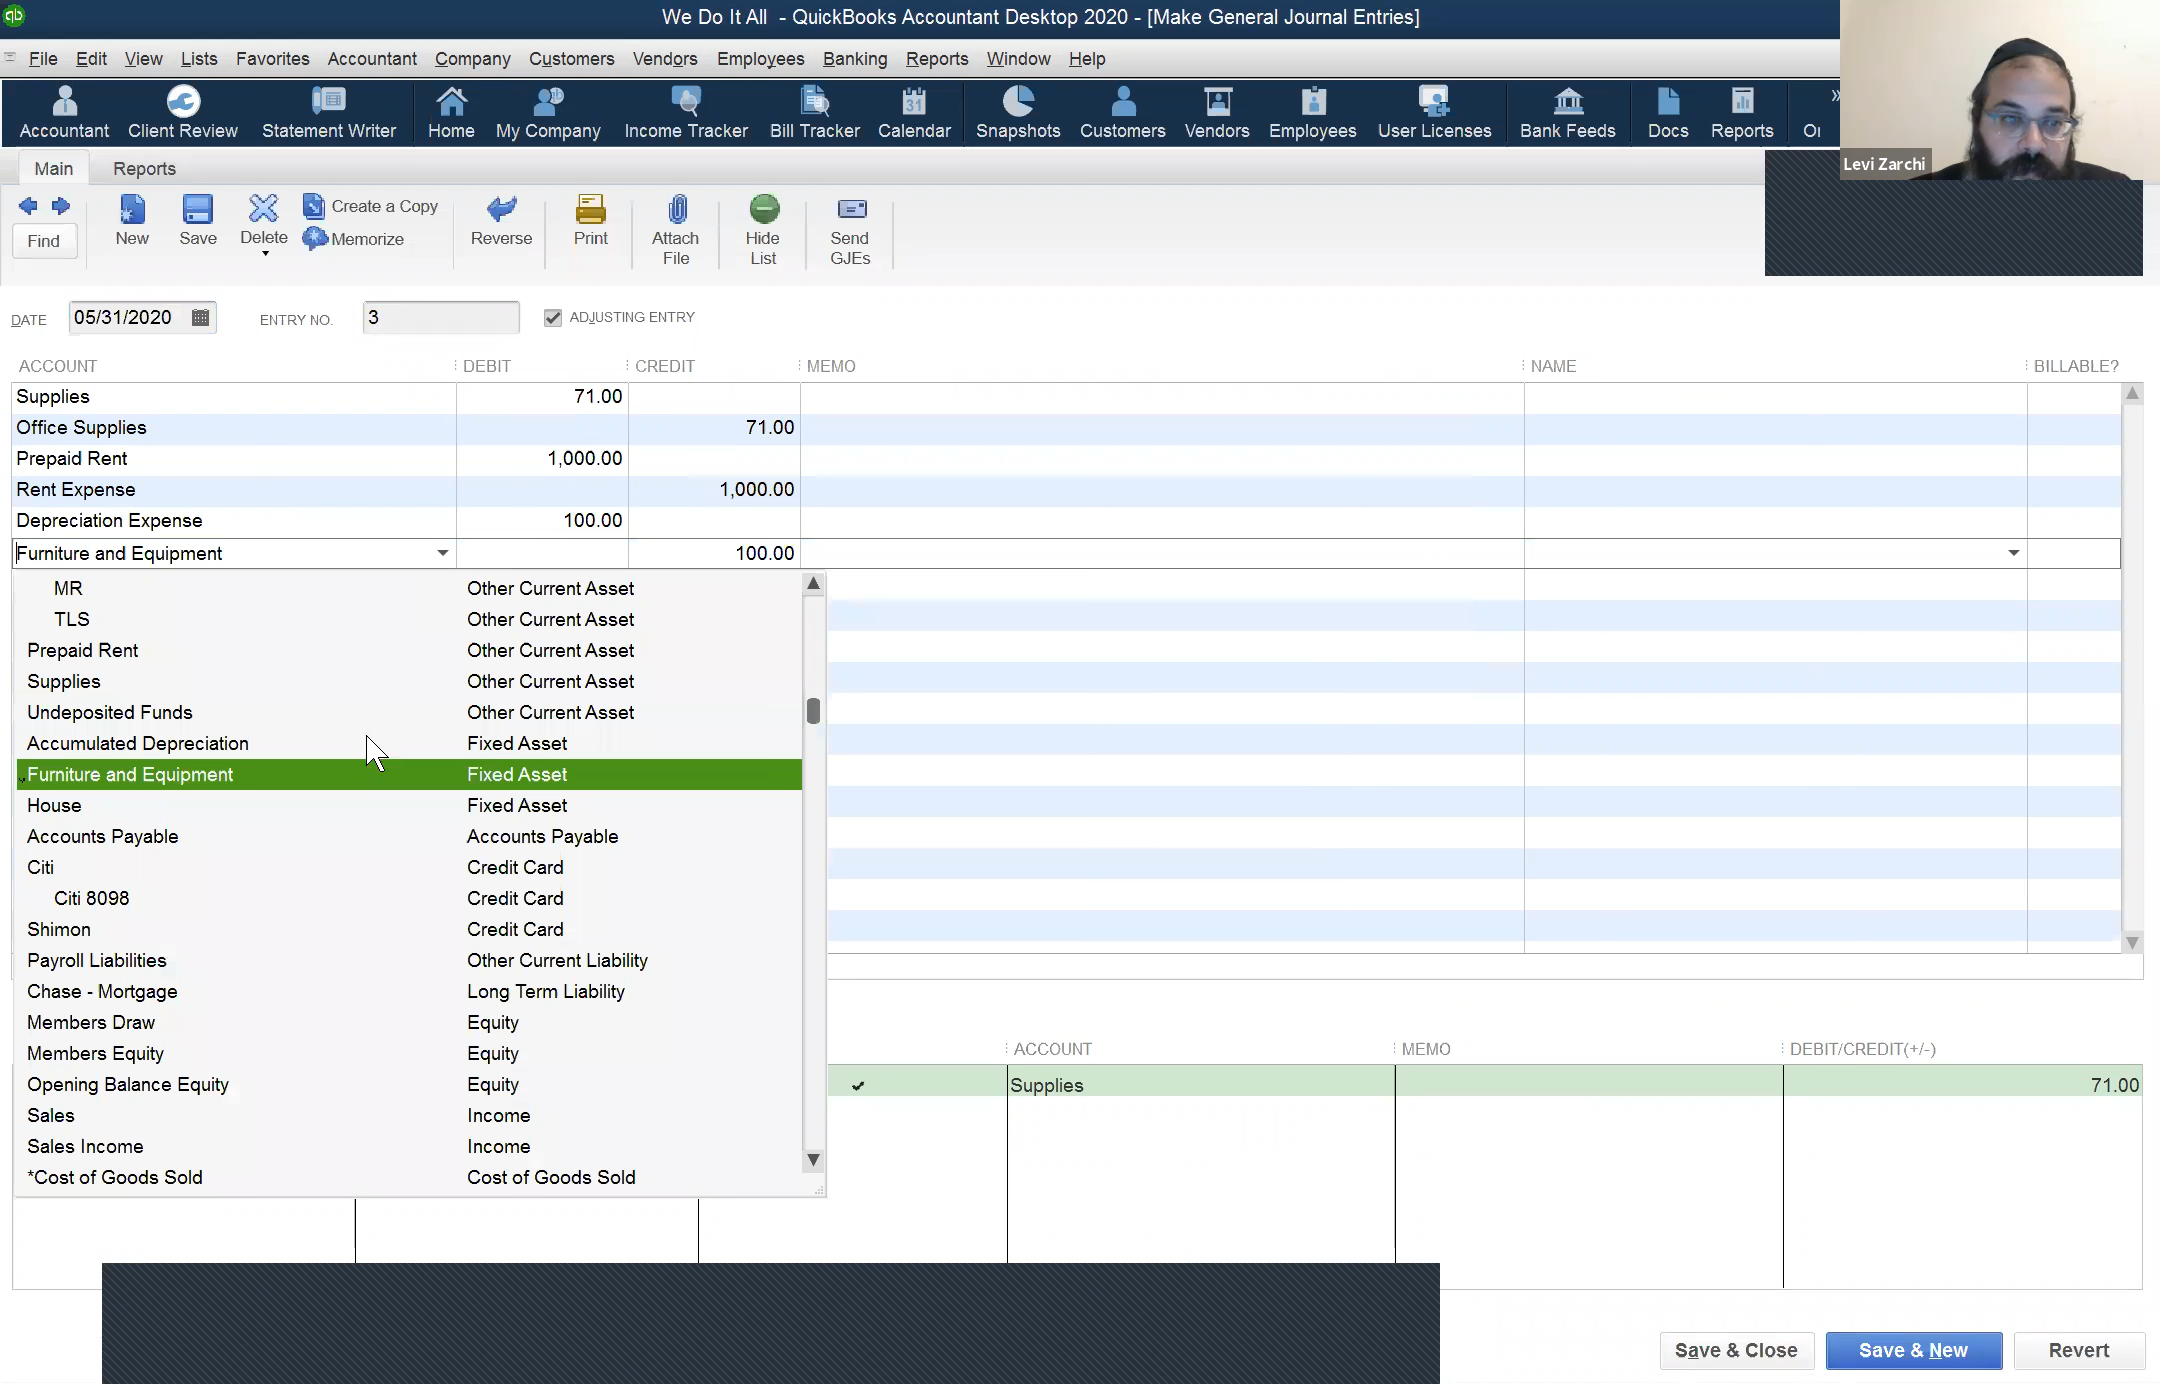 We Do It All - QuickBooks Accountant Desktop 2020 - [Make General Journal Entries]
File Edit View Lists Favorites Accountant Company Customers Vendors Employees Banking Reports Window Help
Accountant Client Review Statement Writer Home My Company Income Tracker Bill Tracker Calendar Snapshots Customers Vendors Employees User Licenses Bank Feeds Docs Reports
Levi Zarchi
Main Reports
Find New Save Delete Create a Copy Memorize Reverse Print Attach File Hide List Send GJEs
DATE 05/31/2020 ENTRY NO. 3 ADJUSTING ENTRY
ACCOUNT DEBIT CREDIT MEMO NAME BILLABLE?
Supplies 71.00
Office Supplies 71.00
Prepaid Rent 1,000.00
Rent Expense 1,000.00
Depreciation Expense 100.00
Furniture and Equipment 100.00
MR Other Current Asset
TLS Other Current Asset
Prepaid Rent Other Current Asset
Supplies Other Current Asset
Undeposited Funds Other Current Asset
Accumulated Depreciation Fixed Asset
Furniture and Equipment Fixed Asset
House Fixed Asset
Accounts Payable Accounts Payable
Citi Credit Card
Citi 8098 Credit Card
Shimon Credit Card
Payroll Liabilities Other Current Liability
Chase - Mortgage Long Term Liability
Members Draw Equity
Members Equity Equity
Opening Balance Equity Equity
Sales Income
Sales Income Income
*Cost of Goods Sold Cost of Goods Sold
ACCOUNT MEMO DEBIT/CREDIT(+/-)
Supplies 71.00
Save & Close Save & New Revert